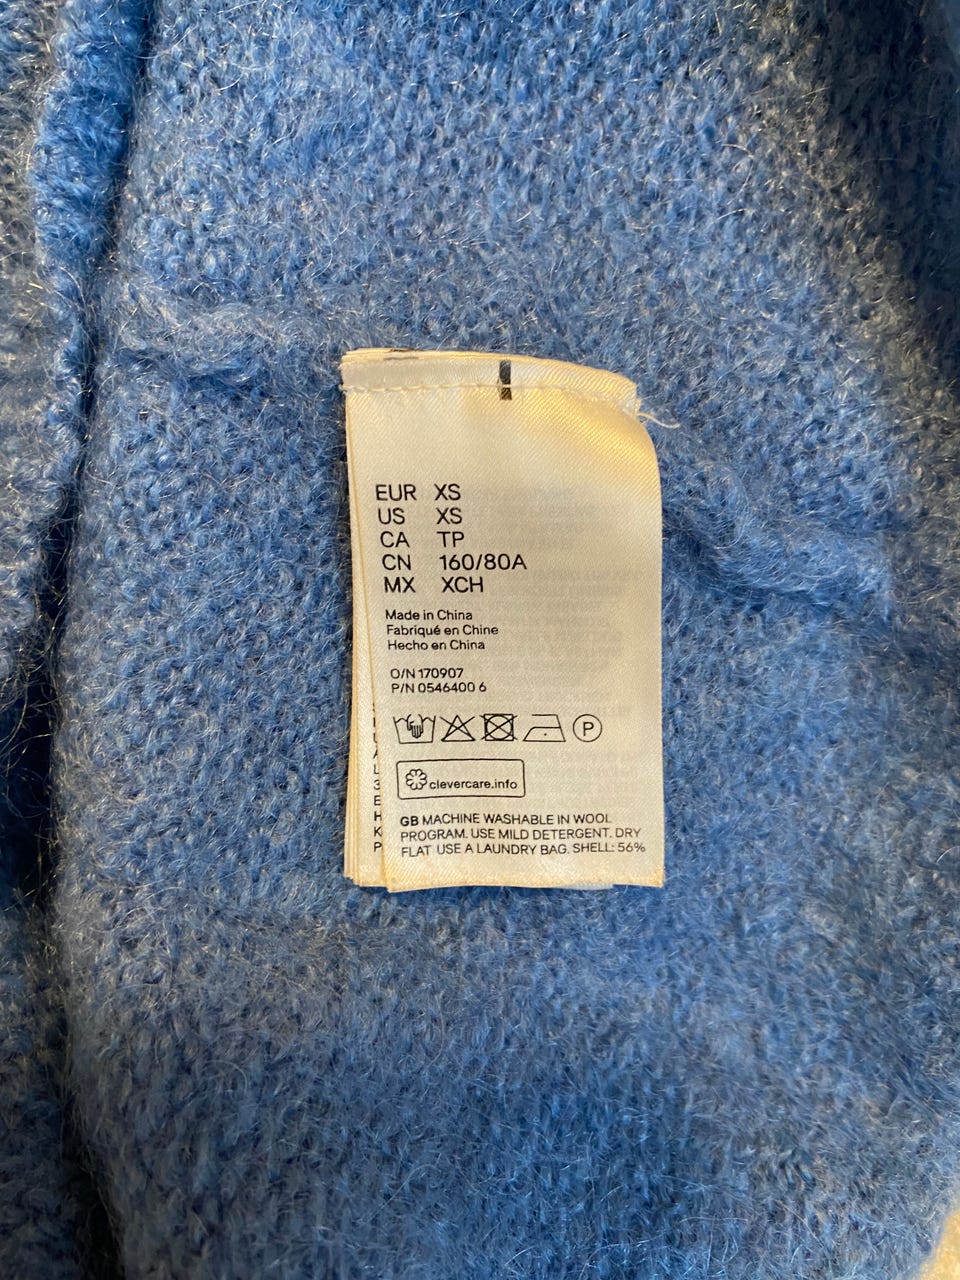 EUR XS
US XS
CA TP
CN 160/80A
MX XCH
Made in China
Fabriqué en Chine
Hecho en China
O/N 170907
P/N 0546400 6
P
clevercare.info
GB MACHINE WASHABLE IN WOOL
PROGRAM. USE MILD DETERGENT. DRY
FLAT USE A LAUNDRY BAG. SHELL: 56%